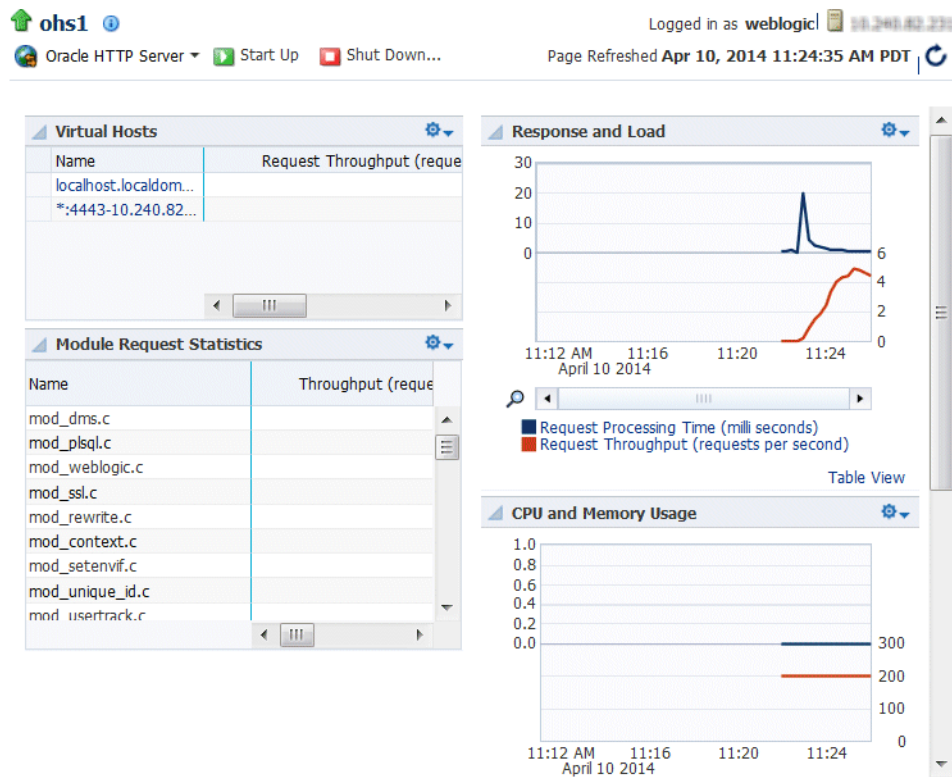 ohs1
Logged in as weblogic
Oracle HTTP Server Start Up Shut Down...
Page Refreshed Apr 10, 2014 11:24:35 AM PDT
Virtual Hosts
Name Request Throughput (reque
localhost.localdom...
*:4443-10.240.82...
Module Request Statistics
Name Throughput (reque
mod_dms.c
mod_plsql.c
mod_weblogic.c
mod_ssl.c
mod_rewrite.c
mod_context.c
mod_setenvif.c
mod_unique_id.c
mod_usertrack.c
Response and Load
30
20
10
0
6
4
2
0
11:12 AM 11:16 11:20 11:24
April 10 2014
Request Processing Time (milli seconds)
Request Throughput (requests per second)
Table View
CPU and Memory Usage
1.0
0.8
0.6
0.4
0.2
0.0
300
200
100
0
11:12 AM 11:16 11:20 11:24
April 10 2014